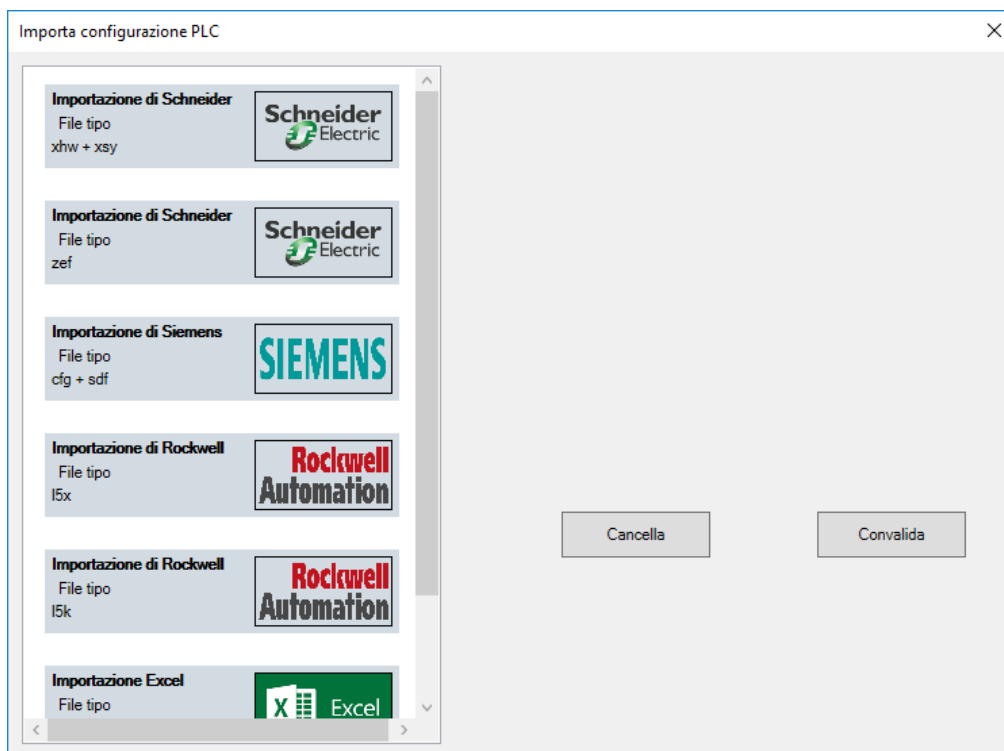 Importa configurazione PLC
Importazione di Schneider
File tipo
xhw + xsy
Schneider
Electric
Importazione di Schneider
File tipo
zef
Schneider
Electric
Importazione di Siemens
File tipo
cfg + sdf
SIEMENS
Importazione di Rockwell
File tipo
l5x
Rockwell
Automation
Importazione di Rockwell
File tipo
l5k
Rockwell
Automation
Importazione Excel
File tipo
X Excel
Cancella
Convalida